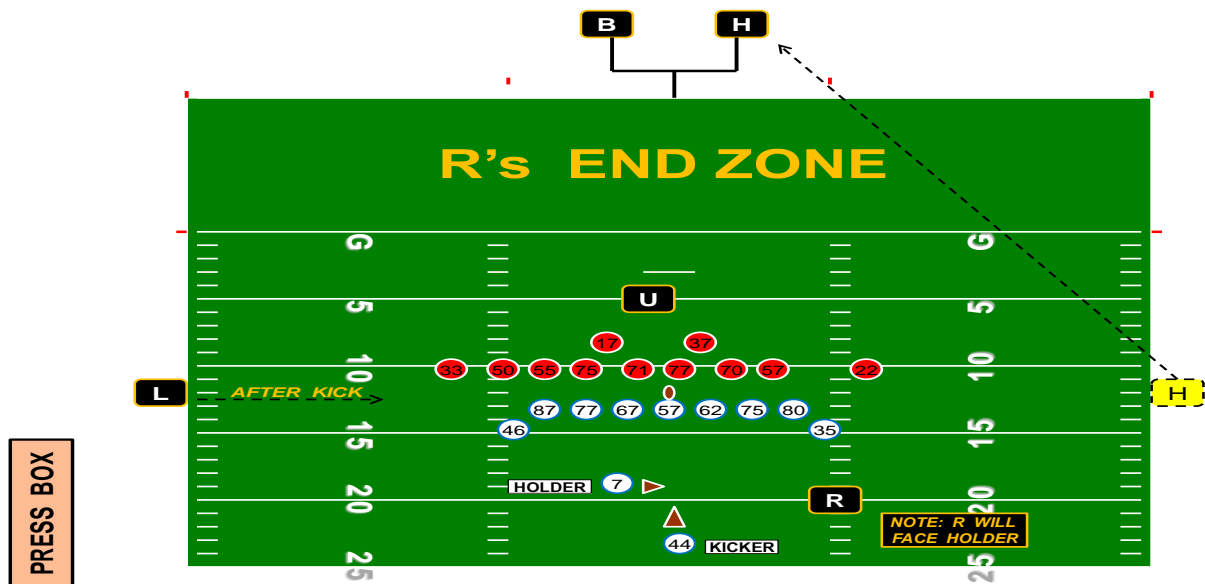 B H
R's END ZONE
G G
5 5
U
17 37
10 10
33 50 55 75 71 77 70 57 22
L AFTER KICK H
87 77 67 57 62 75 80
46 35
15 15
PRESS BOX
HOLDER 7
20 R 20
NOTE: R WILL
FACE HOLDER
44 KICKER
25 25